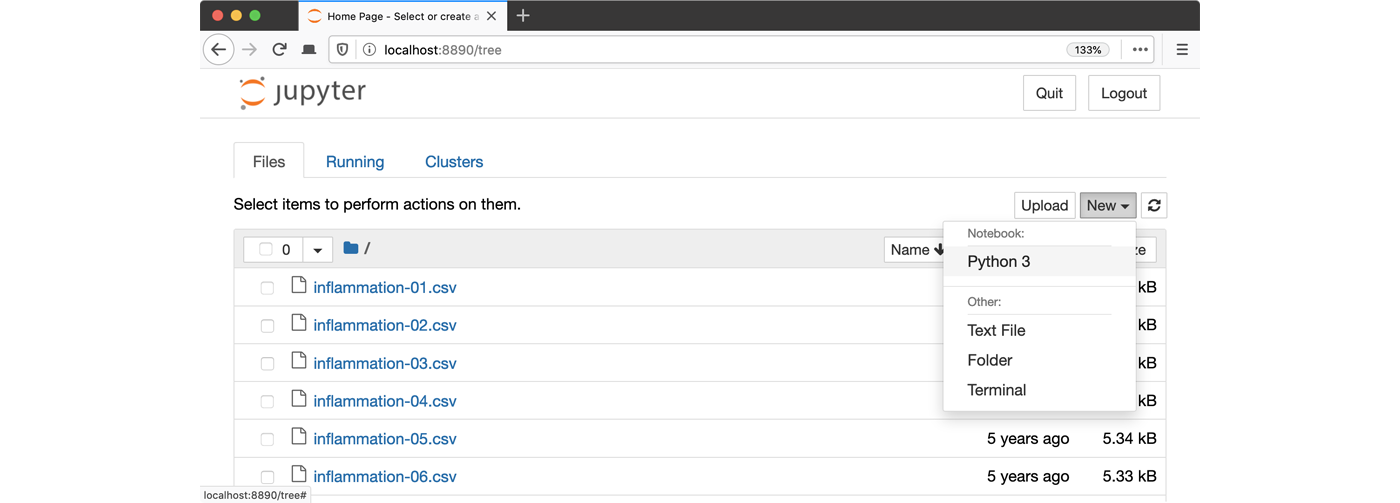 Home Page - Select or create a
localhost:8890/tree
133%
jupyter
Quit
Logout
Files
Running
Clusters
Select items to perform actions on them.
Upload
New
0
/
Name
ze
Notebook:
Python 3
Other:
Text File
Folder
Terminal
inflammation-01.csv
kB
inflammation-02.csv
kB
inflammation-03.csv
kB
inflammation-04.csv
kB
inflammation-05.csv
5 years ago
5.34 kB
inflammation-06.csv
5 years ago
5.33 kB
localhost:8890/tree#